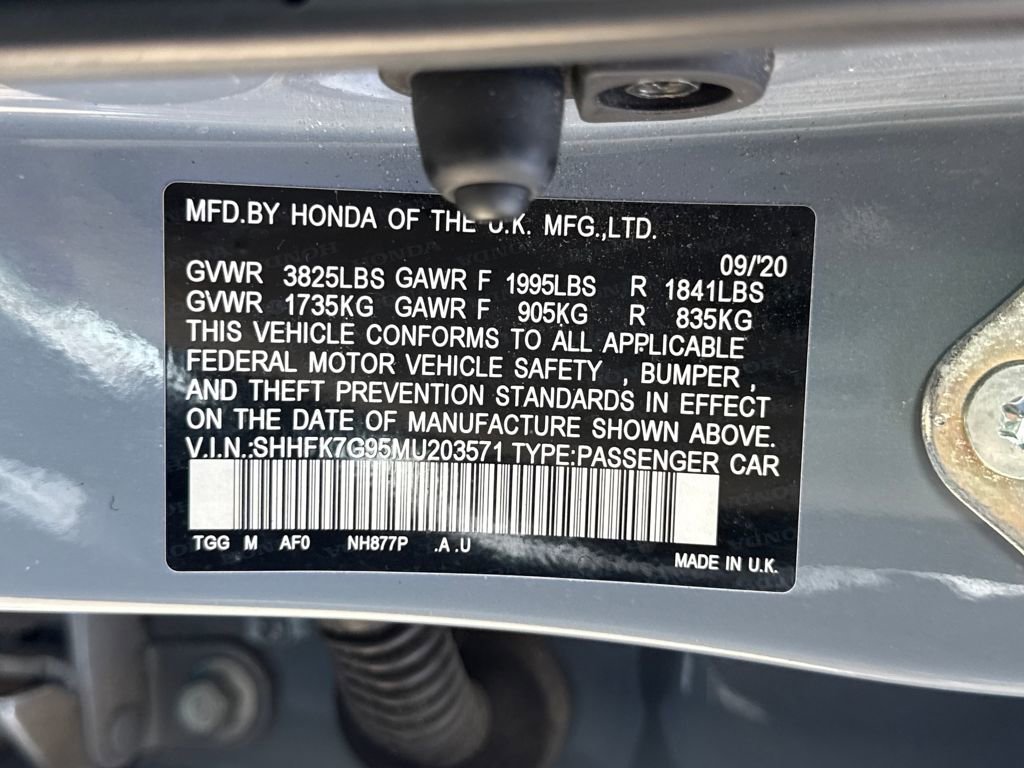 MFD.BY HONDA OF THE U.K. MFG.,LTD.
09/'20
GVWR 3825LBS GAWR F 1995LBS R 1841LBS
GVWR 1735KG GAWR F 905KG R 835KG
THIS VEHICLE CONFORMS TO ALL APPLICABLE
FEDERAL MOTOR VEHICLE SAFETY , BUMPER ,
AND THEFT PREVENTION STANDARDS IN EFFECT
ON THE DATE OF MANUFACTURE SHOWN ABOVE.
V.I.N.:SHHFK7G95MU203571 TYPE:PASSENGER CAR
TGG M AF0 NH877P .A .U
MADE IN U.K.